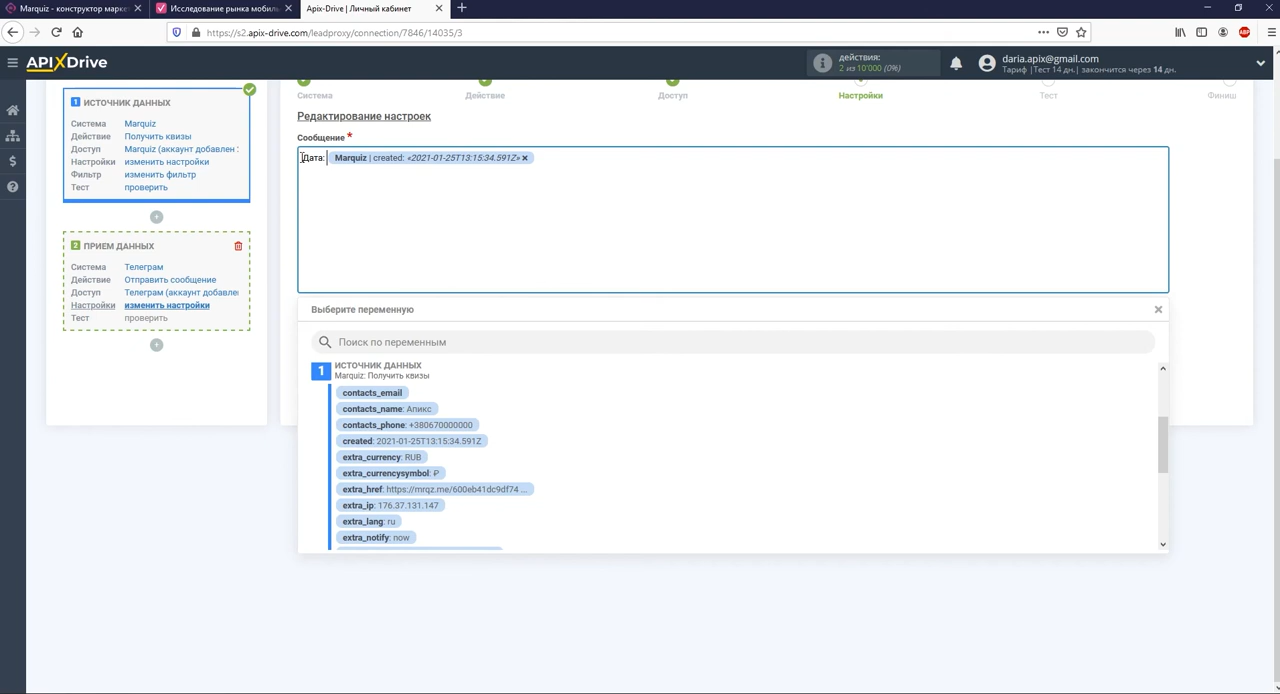 Marquiz - конструктор марке
Исследование рынка мобиль
Apix-Drive | Личный кабинет
https://s2.apix-drive.com/leadproxy/connection/7846/14035/3
ABP
APIXDrive
действия:
2 из 10'000 (0%)
daria.apix@gmail.com
Тариф |Тест 14 дн.| закончится через 14 дн.
1 ИСТОЧНИК ДАННЫХ
Система Marquiz
Действие Получить квизы
Доступ Marquiz (аккаунт добавлен :
Настройки изменить настройки
Фильтр изменить фильтр
Тест проверить
2 ПРИЕМ ДАННЫХ
Система Телеграм
Действие Отправить сообщение
Доступ Телеграм (аккаунт добавле
Настройки изменить настройки
Тест проверить
Система Действие Доступ Настройки Тест Финиш
Редактирование настроек
Сообщение *
Дата: Marquiz | created: «2021-01-25T13:15:34.591Z»
Выберите переменную
Поиск по переменным
1 ИСТОЧНИК ДАННЫХ
Marquiz: Получить квизы
contacts_email
contacts_name: Апикс
contacts_phone: +380670000000
created: 2021-01-25T13:15:34.591Z
extra_currency: RUB
extra_currencysymbol: ₽
extra_href: https://mrqz.me/600eb41dc9df74 ...
extra_ip: 176.37.131.147
extra_lang: ru
extra_notify: now